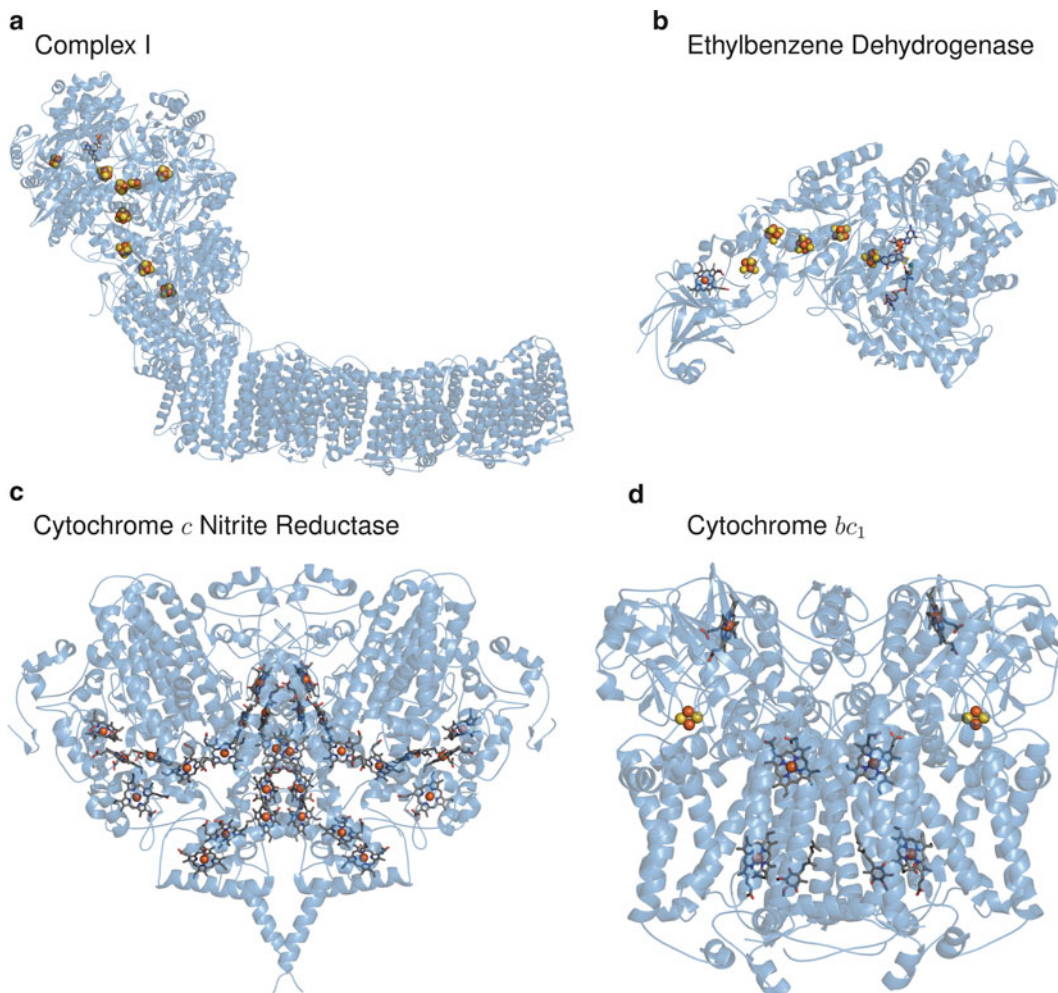 a
Complex I
b
Ethylbenzene Dehydrogenase
c
Cytochrome c Nitrite Reductase
d
Cytochrome bc₁